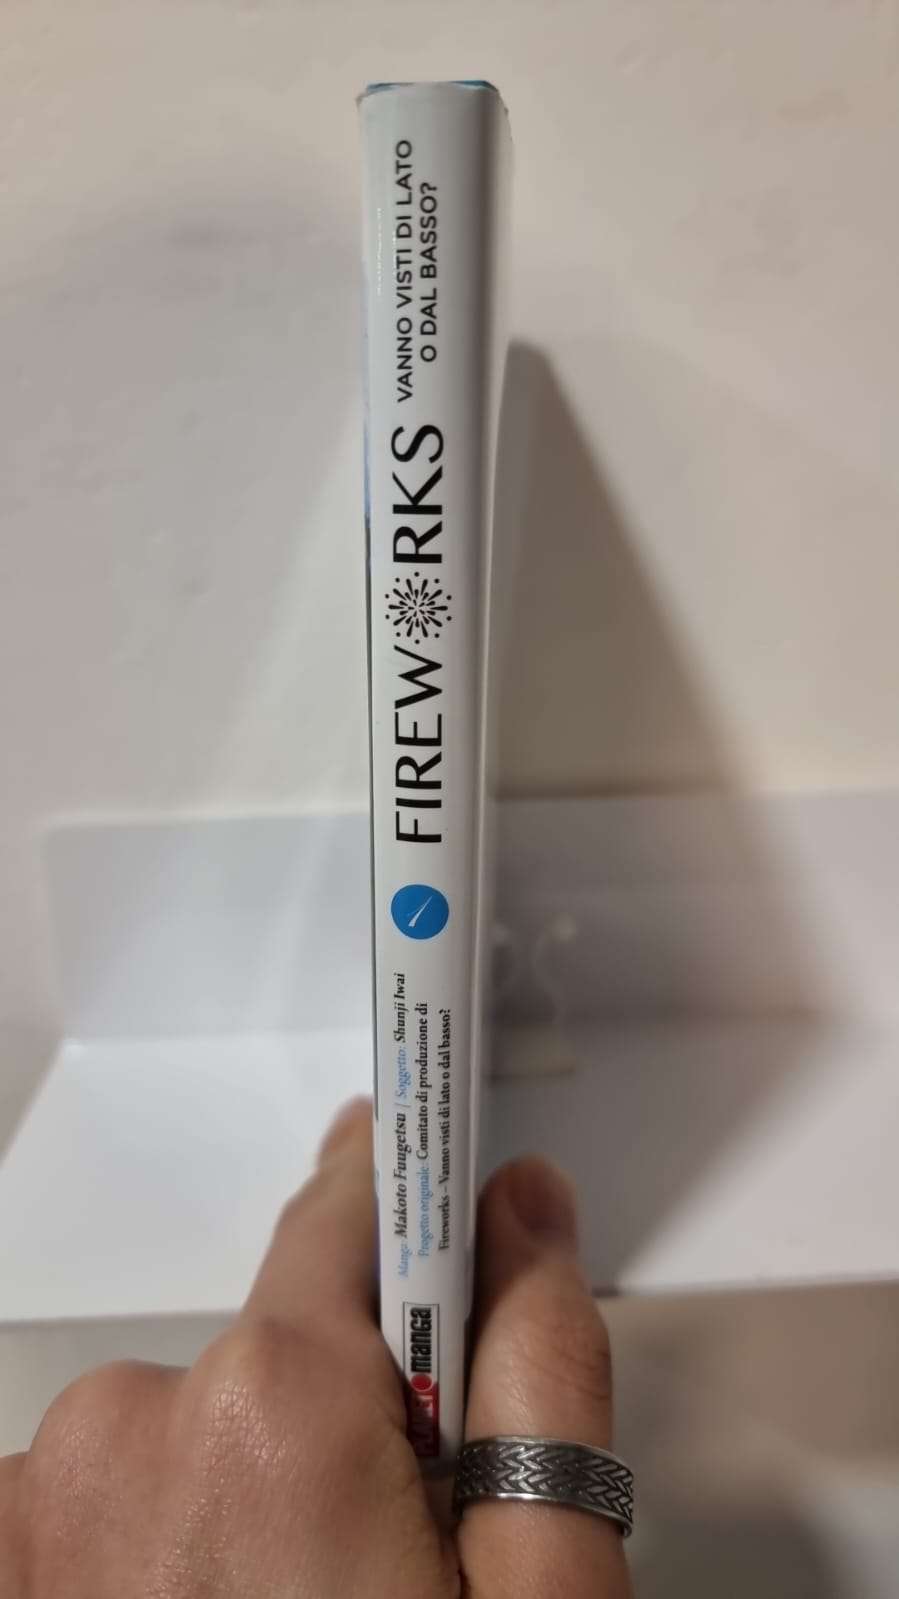 FIREWORKS
VANNO VISTI DI LATO
O DAL BASSO?
1
Manga: Makoto Fuugetsu | Soggetto: Shunji Iwai
Progetto originale: Comitato di produzione di
Fireworks – Vanno visti di lato o dal basso?
PLANET manga